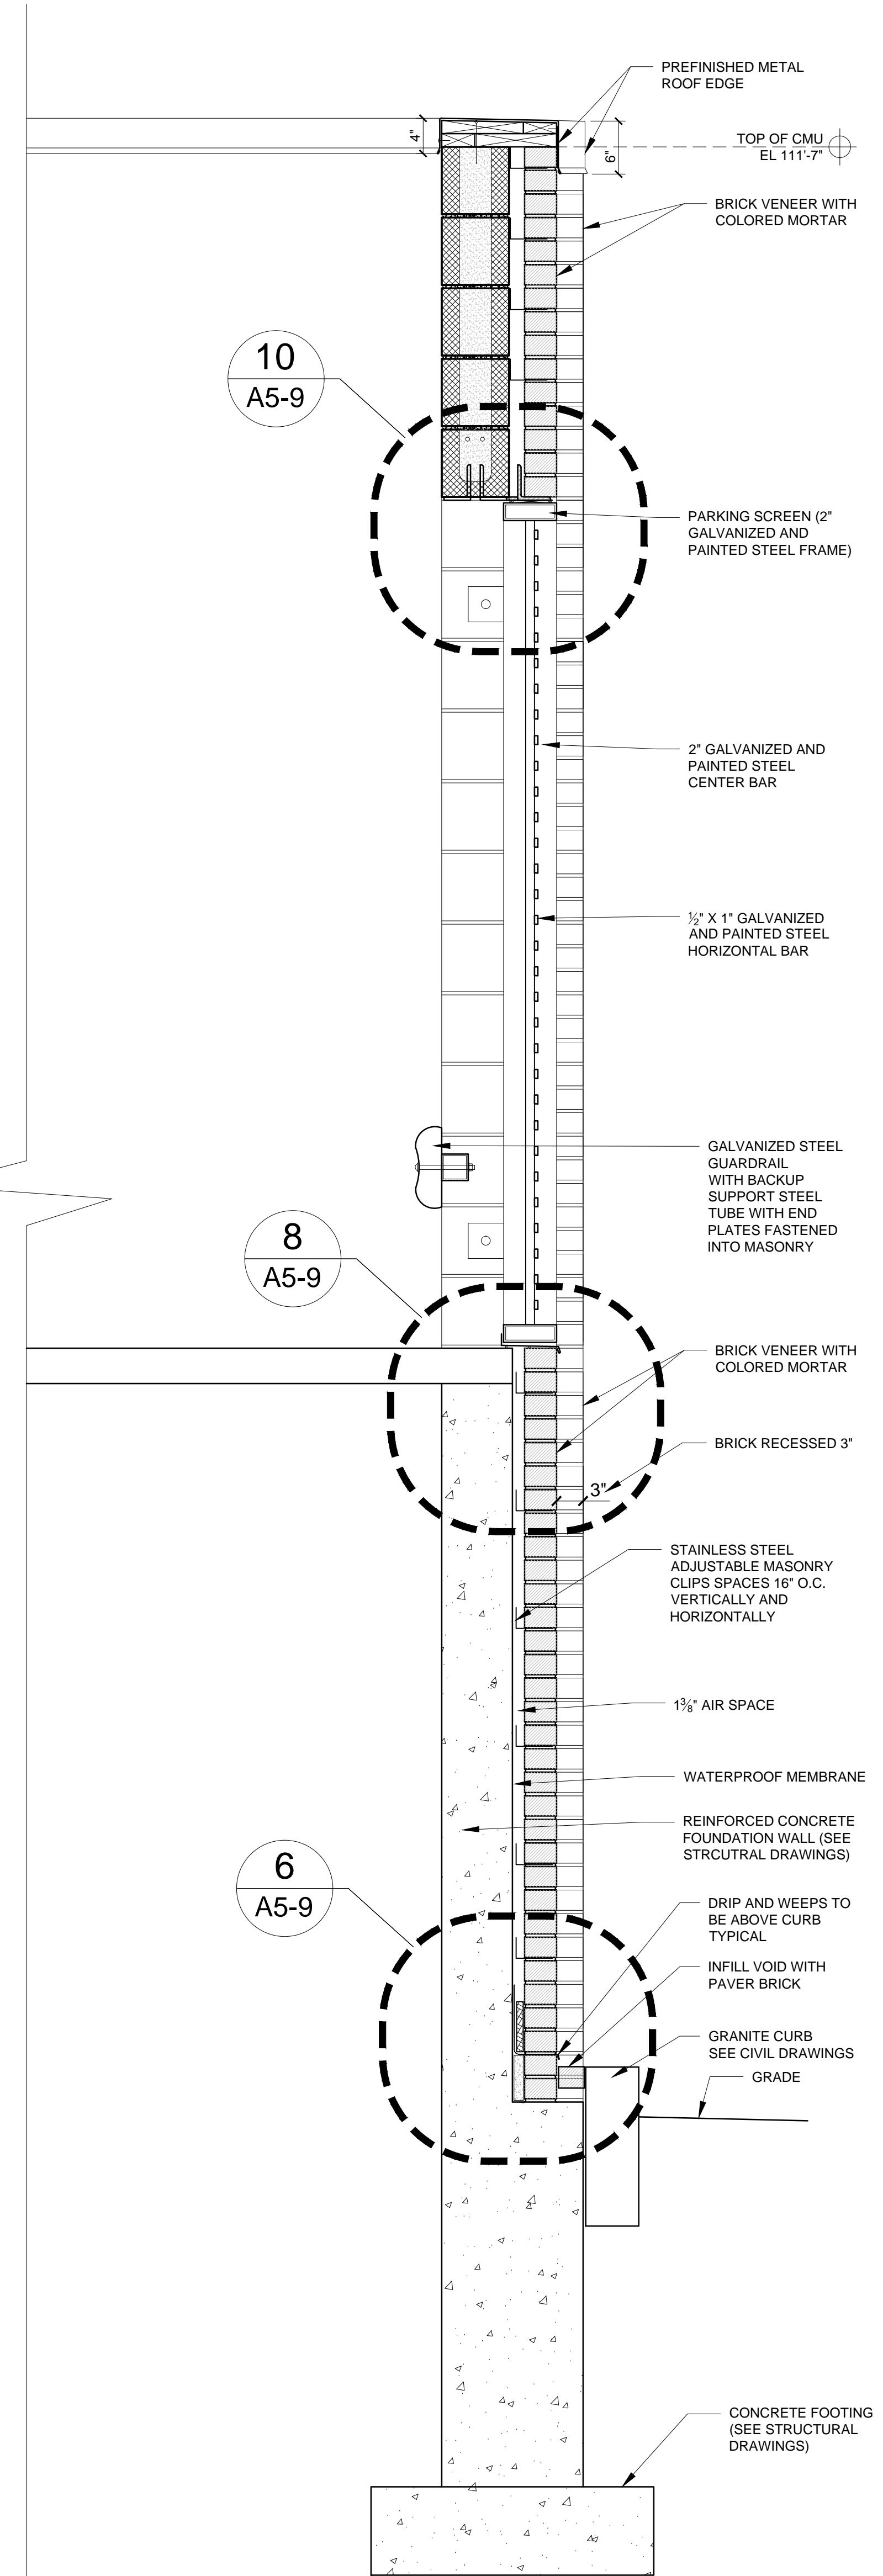 PREFINISHED METAL
ROOF EDGE
4"
6"
TOP OF CMU
EL 111'-7"
BRICK VENEER WITH
COLORED MORTAR
10
A5-9
PARKING SCREEN (2"
GALVANIZED AND
PAINTED STEEL FRAME)
2" GALVANIZED AND
PAINTED STEEL
CENTER BAR
½" X 1" GALVANIZED
AND PAINTED STEEL
HORIZONTAL BAR
GALVANIZED STEEL
GUARDRAIL
WITH BACKUP
SUPPORT STEEL
TUBE WITH END
PLATES FASTENED
INTO MASONRY
8
A5-9
BRICK VENEER WITH
COLORED MORTAR
BRICK RECESSED 3"
3"
STAINLESS STEEL
ADJUSTABLE MASONRY
CLIPS SPACES 16" O.C.
VERTICALLY AND
HORIZONTALLY
1⅜" AIR SPACE
WATERPROOF MEMBRANE
REINFORCED CONCRETE
FOUNDATION WALL (SEE
STRCUTRAL DRAWINGS)
6
A5-9
DRIP AND WEEPS TO
BE ABOVE CURB
TYPICAL
INFILL VOID WITH
PAVER BRICK
GRANITE CURB
SEE CIVIL DRAWINGS
GRADE
CONCRETE FOOTING
(SEE STRUCTURAL
DRAWINGS)